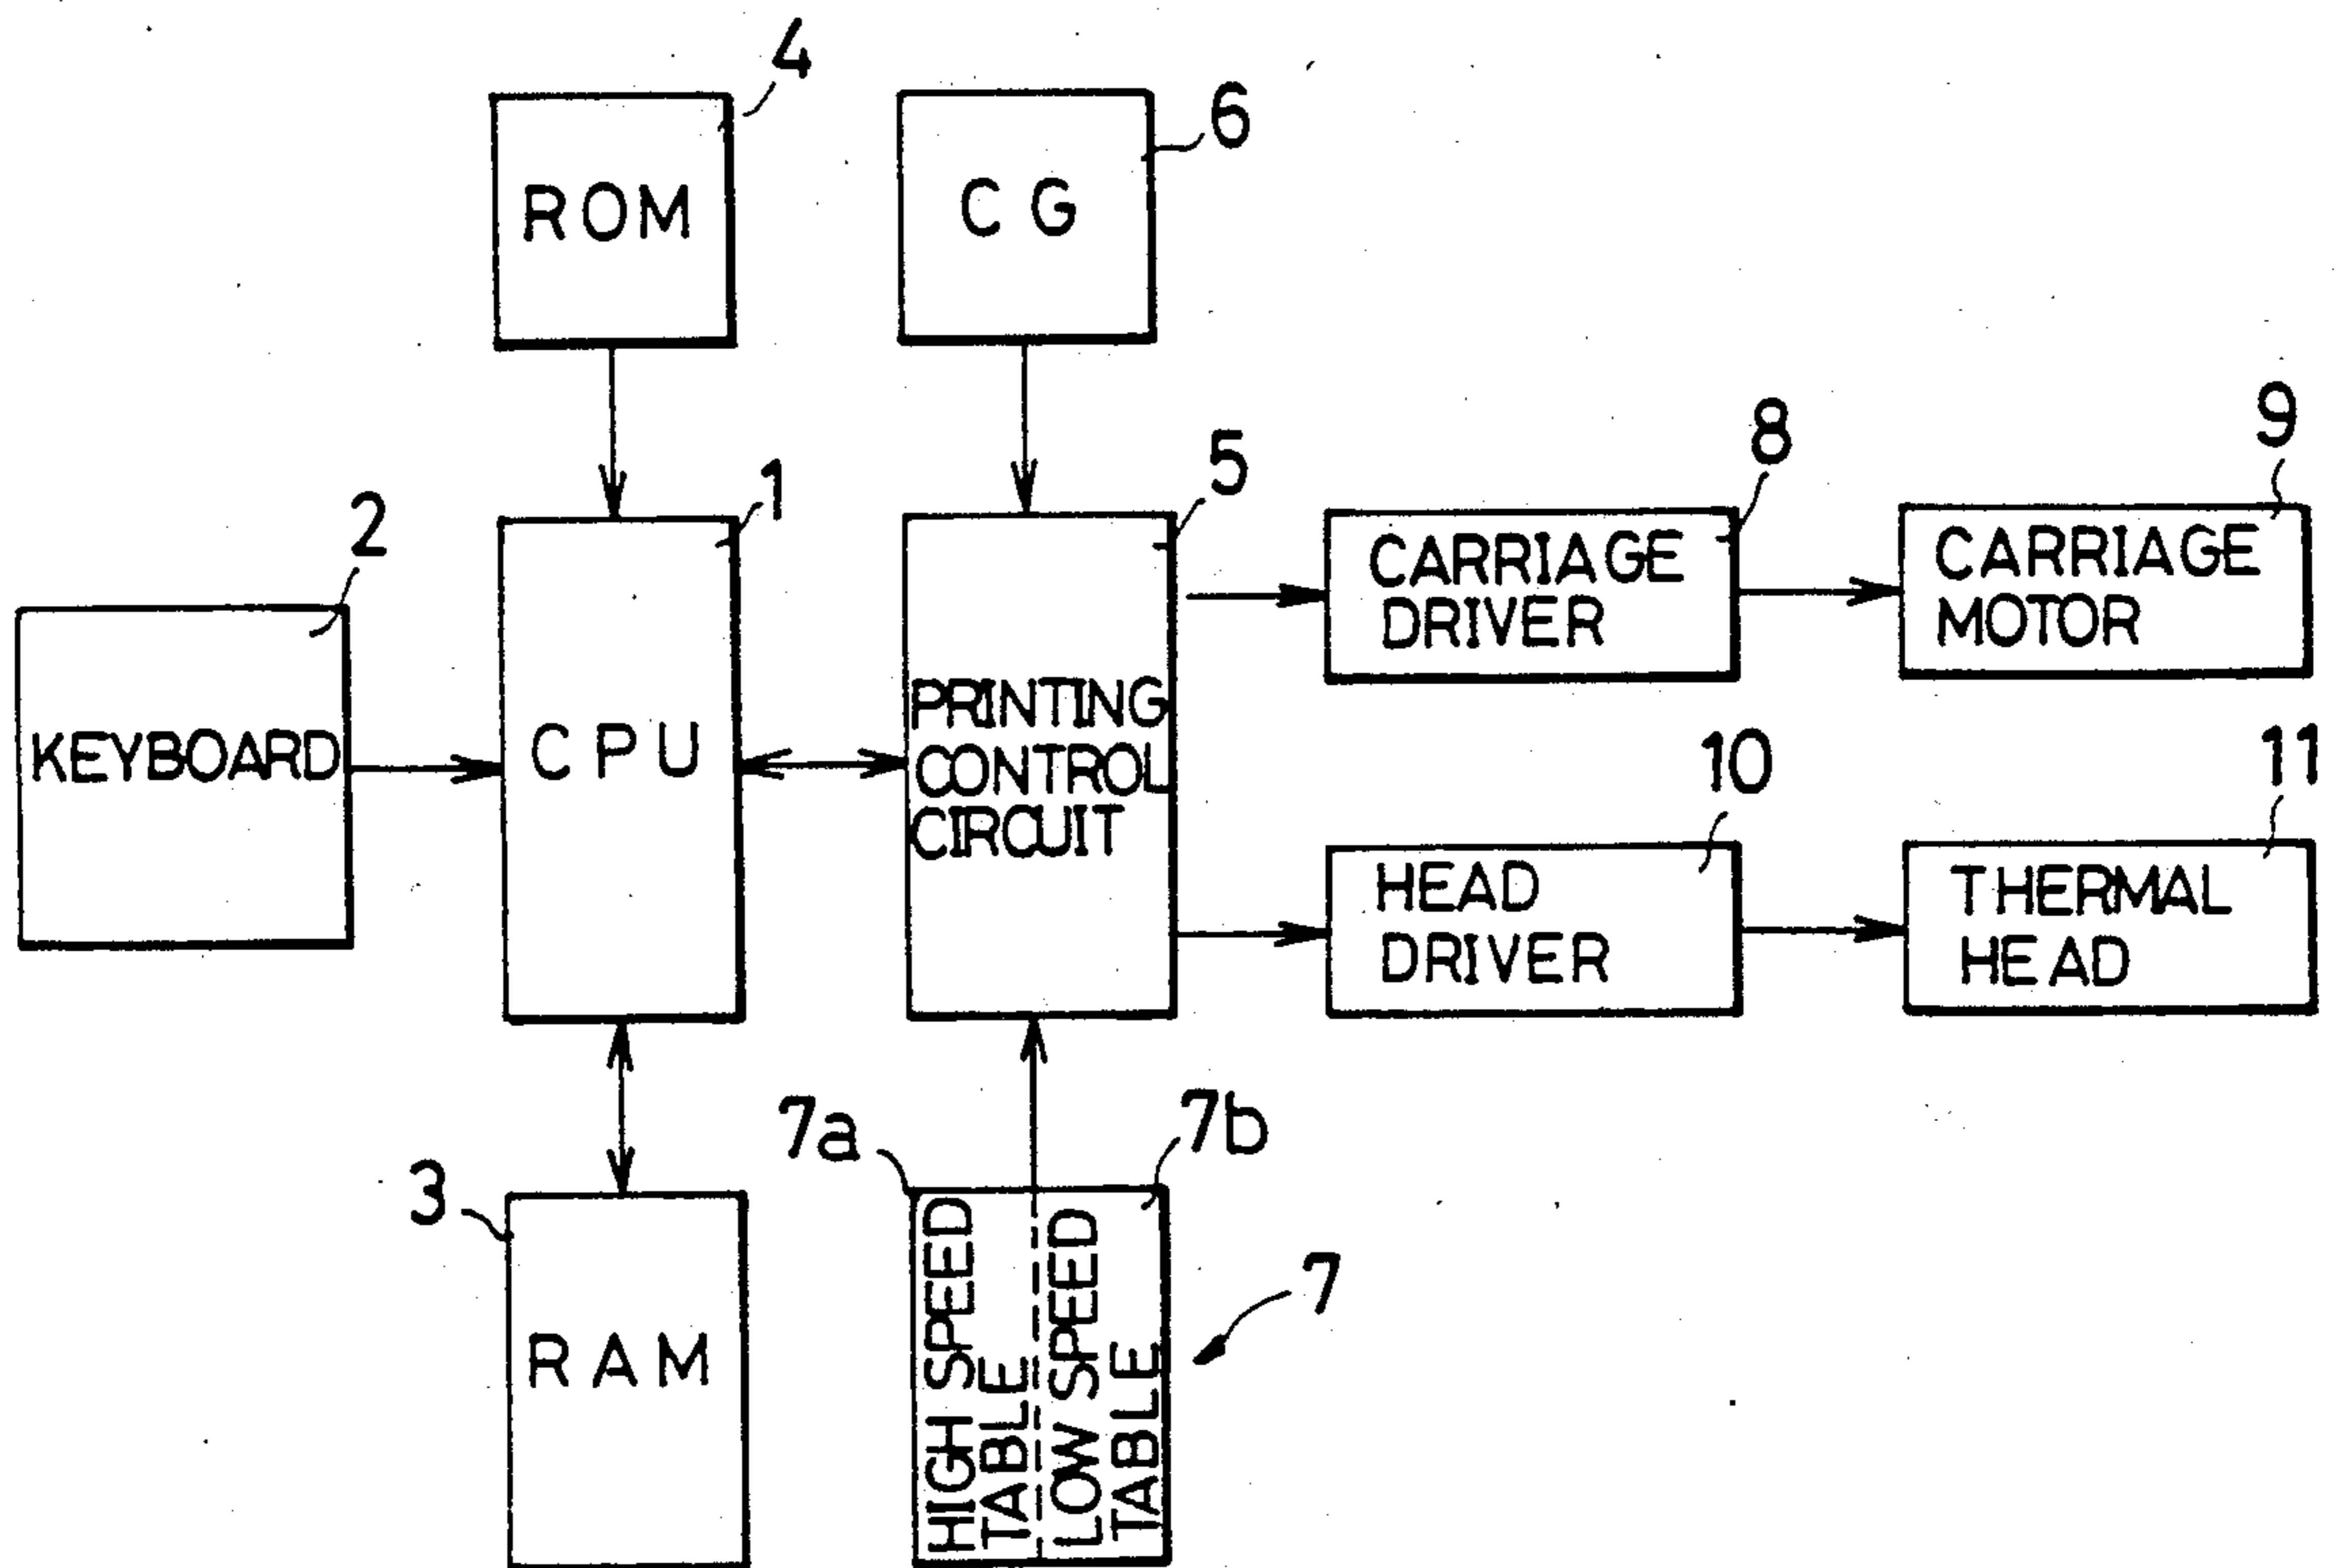 4
ROM
6
CG
2
KEYBOARD
1
CPU
5
PRINTING
CONTROL
CIRCUIT
8
CARRIAGE
DRIVER
9
CARRIAGE
MOTOR
10
HEAD
DRIVER
11
THERMAL
HEAD
3
RAM
7a
7b
HIGH SPEED
TABLE
LOW SPEED
TABLE
7